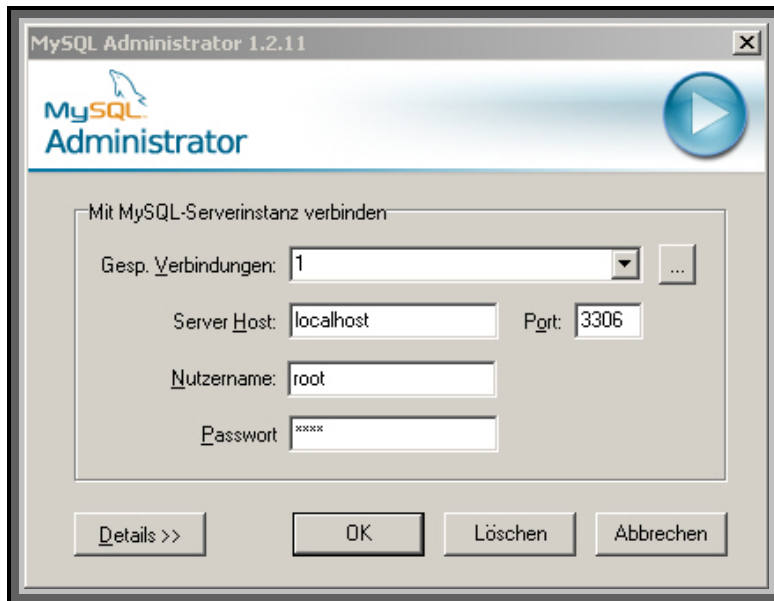 MySQL Administrator 1.2.11
MySQL
Administrator
Mit MySQL-Serverinstanz verbinden
Gesp. Verbindungen: 1 ...
Server Host: localhost Port: 3306
Nutzername: root
Passwort ****
Details >> OK Löschen Abbrechen